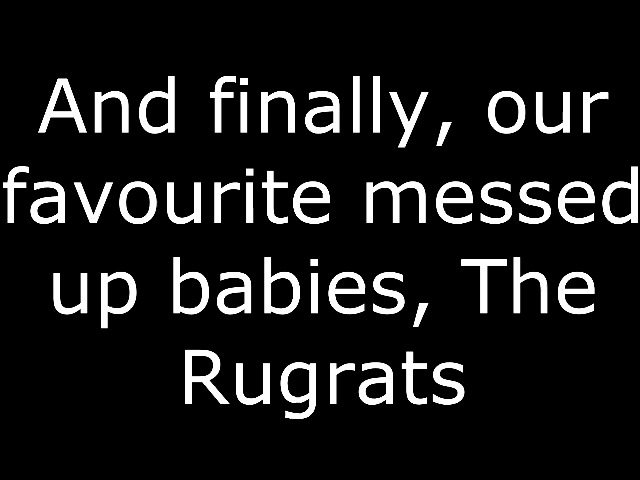 And finally, our
favourite messed
up babies, The
Rugrats